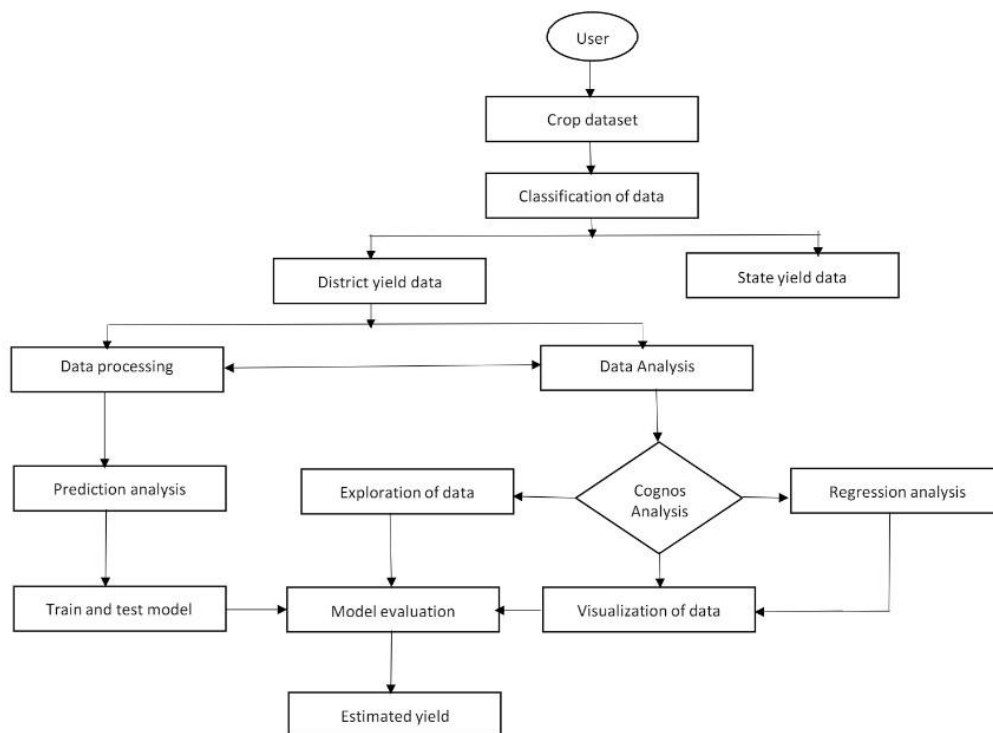 User
Crop dataset
Classification of data
District yield data
State yield data
Data processing
Data Analysis
Prediction analysis
Exploration of data
Cognos
Analysis
Regression analysis
Train and test model
Model evaluation
Visualization of data
Estimated yield